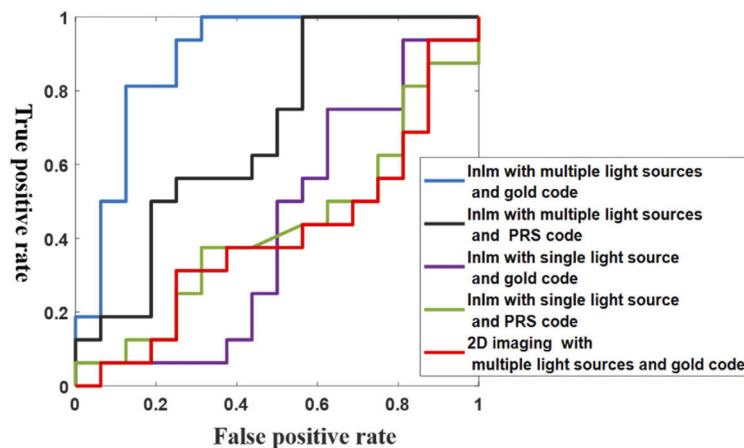 1
0.8
0.6
0.4
0.2
0
0
0.2
0.4
0.6
0.8
1
True positive rate
False positive rate
InIm with multiple light sources
and gold code
InIm with multiple light sources
and PRS code
InIm with single light source
and gold code
InIm with single light source
and PRS code
2D imaging with
multiple light sources and gold code